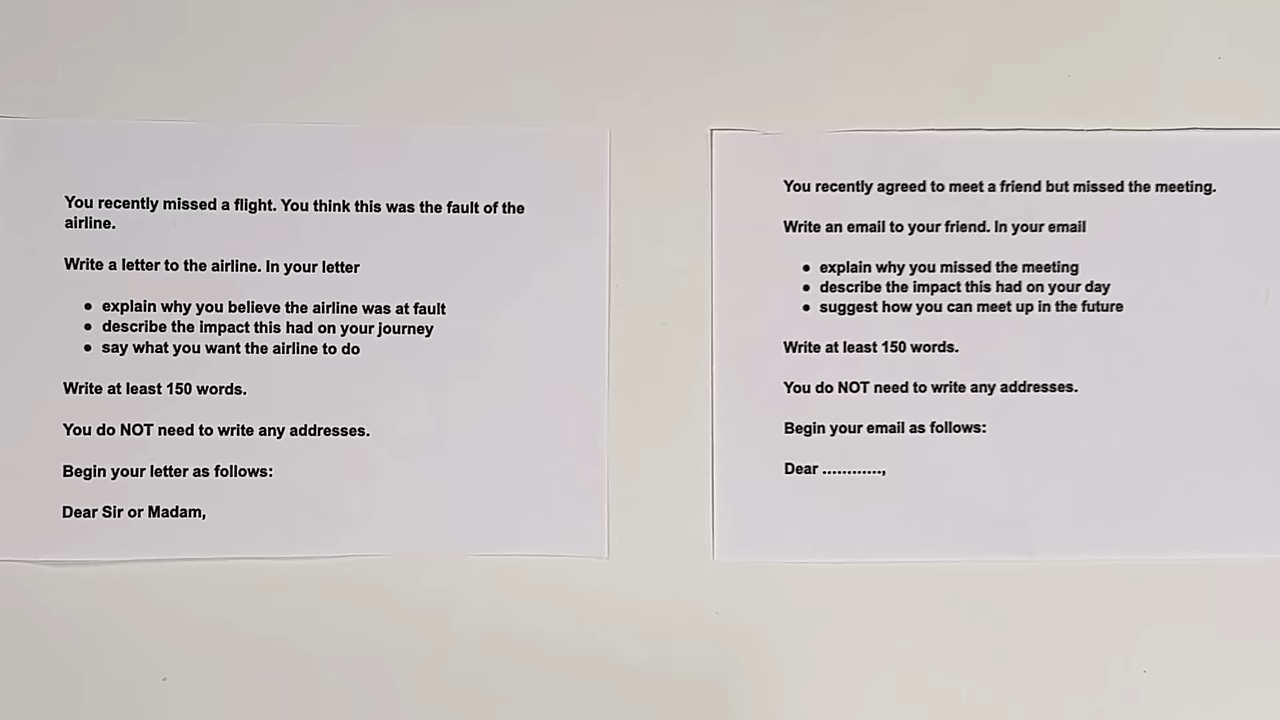 You recently missed a flight. You think this was the fault of the
airline.
Write a letter to the airline. In your letter
• explain why you believe the airline was at fault
• describe the impact this had on your journey
• say what you want the airline to do
Write at least 150 words.
You do NOT need to write any addresses.
Begin your letter as follows:
Dear Sir or Madam,
You recently agreed to meet a friend but missed the meeting.
Write an email to your friend. In your email
• explain why you missed the meeting
• describe the impact this had on your day
• suggest how you can meet up in the future
Write at least 150 words.
You do NOT need to write any addresses.
Begin your email as follows:
Dear ............,